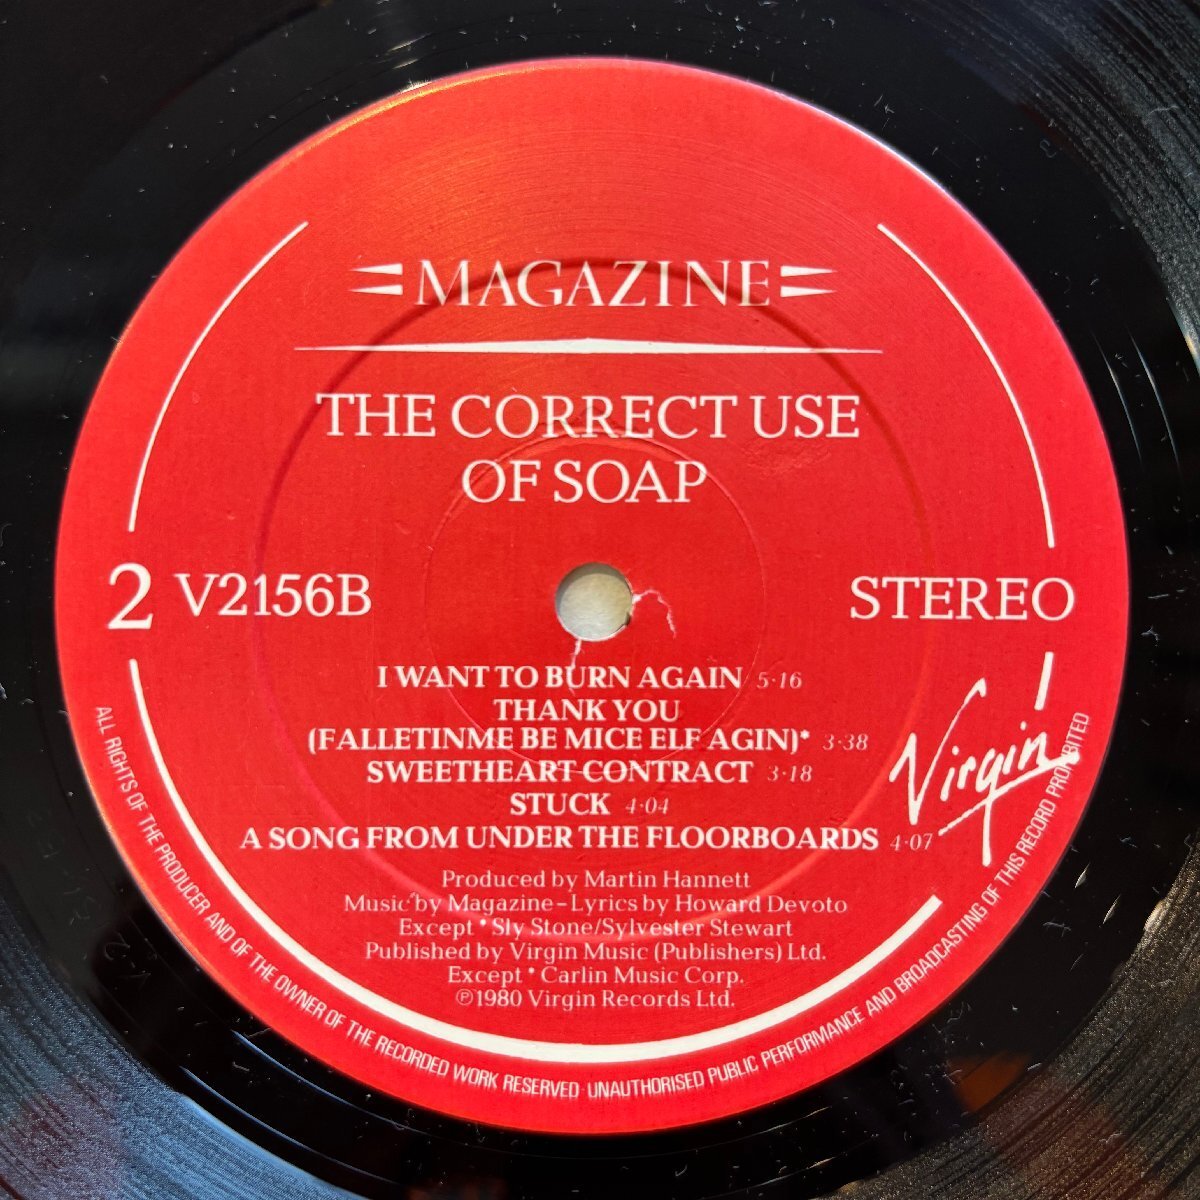 MAGAZINE
THE CORRECT USE
OF SOAP
2 V2156B
STEREO
I WANT TO BURN AGAIN 5·16
THANK YOU
(FALLETINME BE MICE ELF AGIN)* 3·38
SWEETHEART CONTRACT 3·18
STUCK 4·04
A SONG FROM UNDER THE FLOORBOARDS 4·07
Virgin
Produced by Martin Hannett
Music by Magazine – Lyrics by Howard Devoto
Except * Sly Stone/Sylvester Stewart
Published by Virgin Music (Publishers) Ltd.
Except * Carlin Music Corp.
℗1980 Virgin Records Ltd.
ALL RIGHTS OF THE PRODUCER AND OF THE OWNER OF THE RECORDED WORK RESERVED · UNAUTHORISED PUBLIC PERFORMANCE AND BROADCASTING OF THIS RECORD PROHIBITED